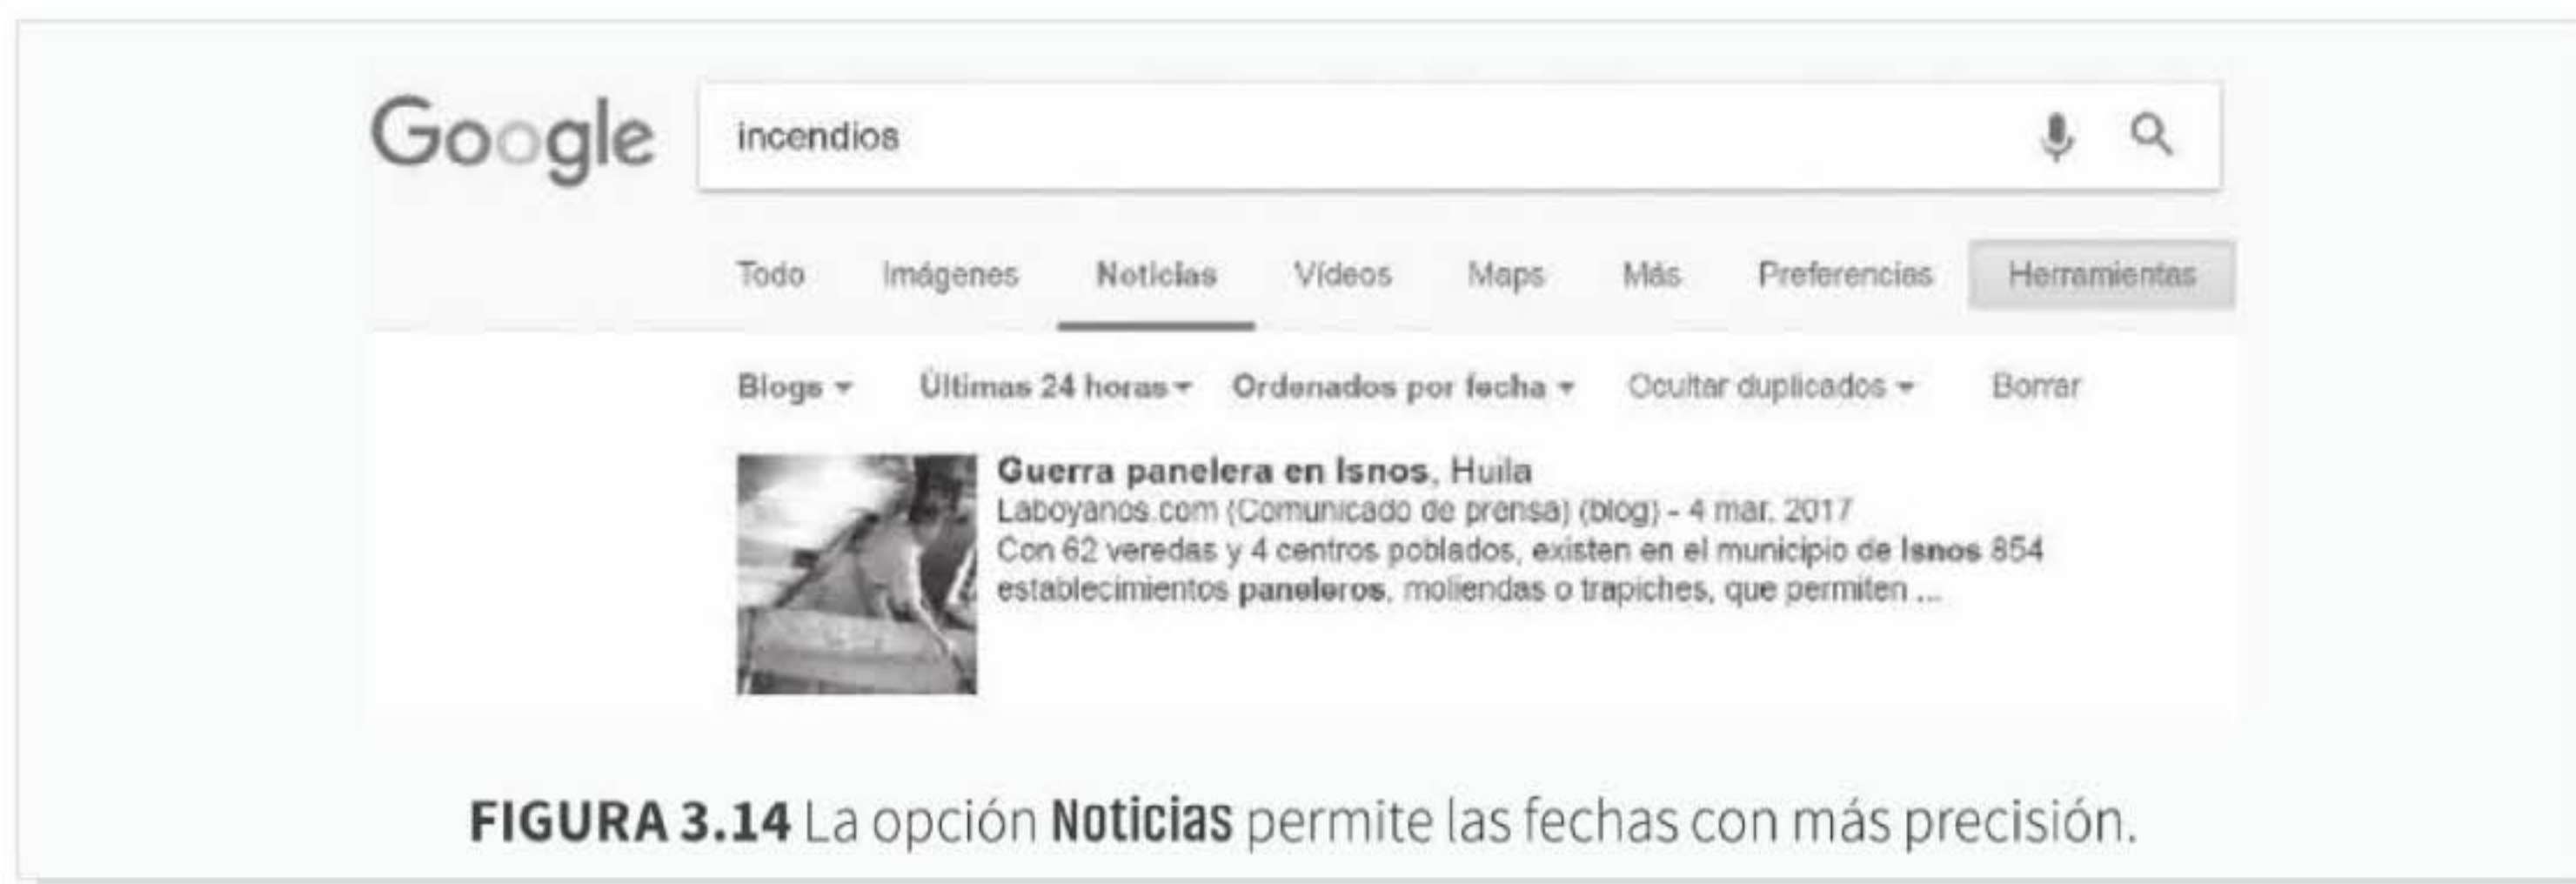 Google
incendios
Todo Imágenes Noticias Vídeos Maps Más Preferencias Herramientas
Blogs Últimas 24 horas Ordenados por fecha Ocultar duplicados Borrar
Guerra panelera en Isnos, Huila
Laboyanos.com (Comunicado de prensa) (blog) - 4 mar. 2017
Con 62 veredas y 4 centros poblados, existen en el municipio de Isnos 854
establecimientos paneleros, moliendas o trapiches, que permiten ...
FIGURA 3.14 La opción Noticias permite las fechas con más precisión.